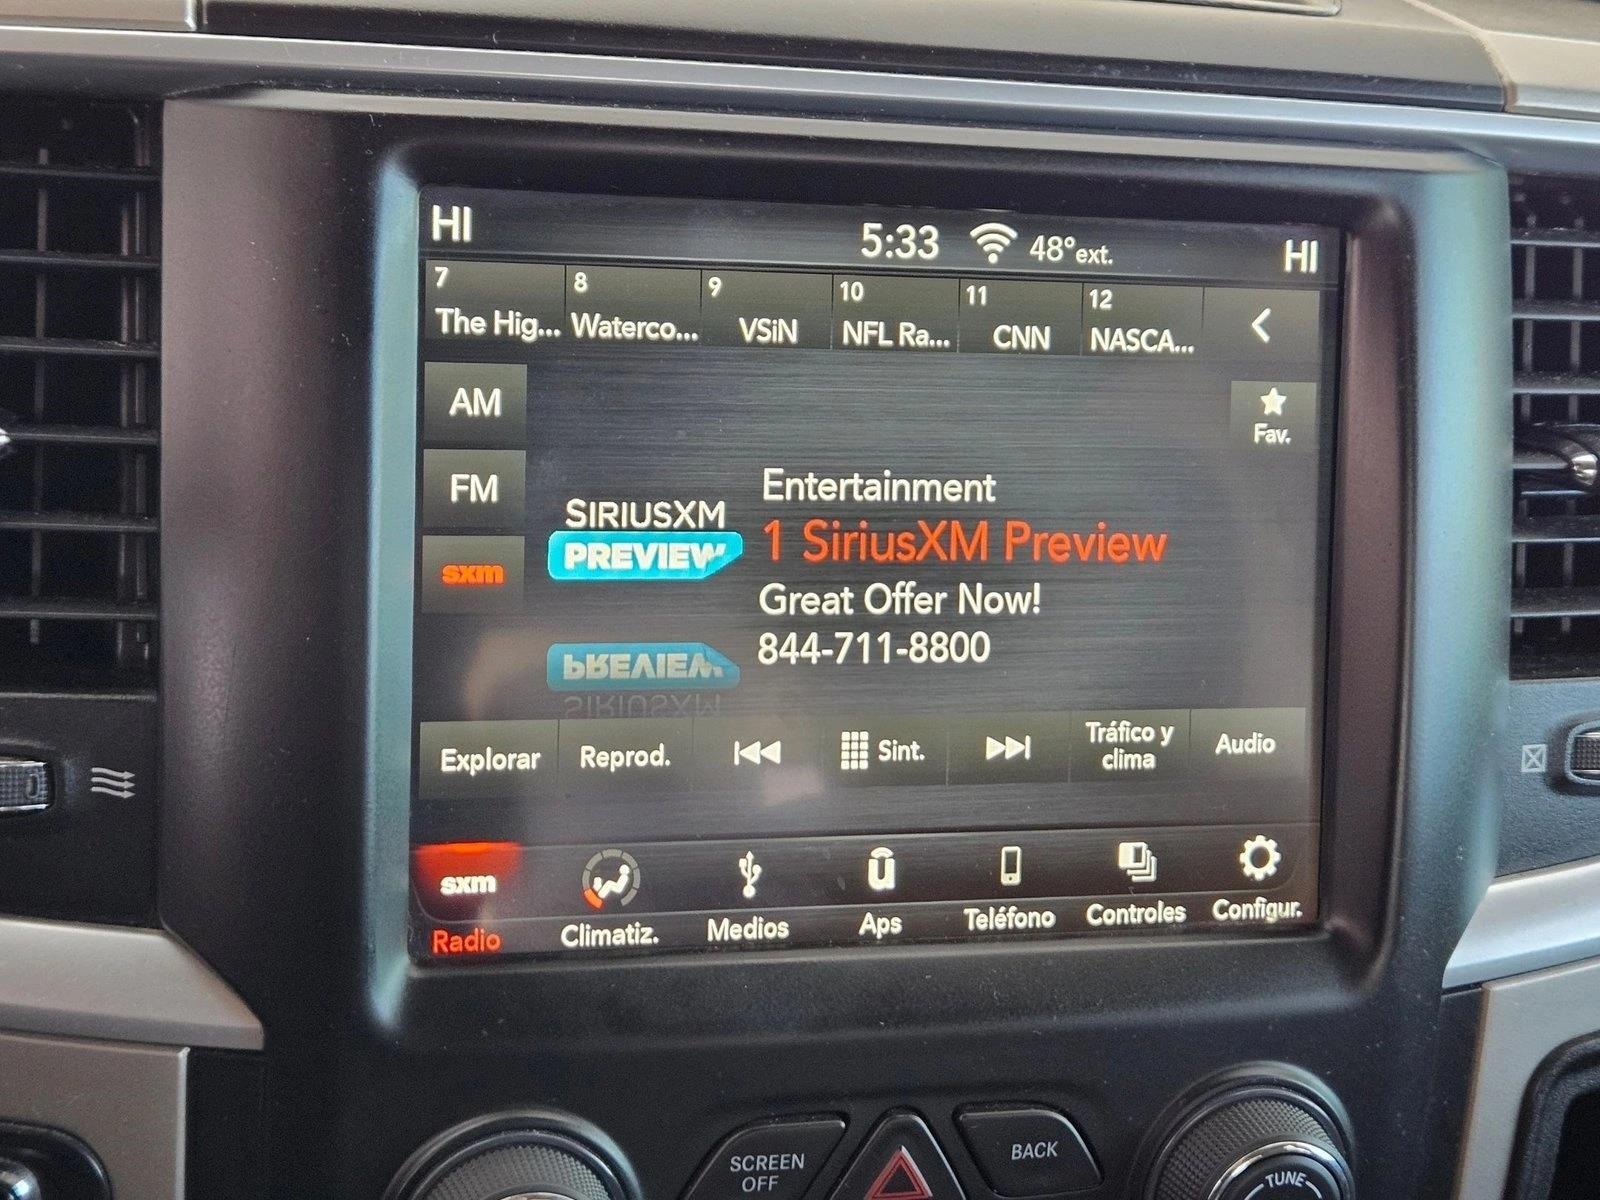 HI
5:33
48°ext.
HI
7
The Hig...
8
Waterco...
9
VSiN
10
NFL Ra...
11
CNN
12
NASCA...
AM
Fav.
FM
sxm
SIRIUSXM
PREVIEW
Entertainment
1 SiriusXM Preview
Great Offer Now!
844-711-8800
PREVIEW
SIRIUSXM
Explorar
Reprod.
Sint.
Tráfico y
clima
Audio
sxm
Radio
Climatiz.
Medios
ū
Aps
Teléfono
Controles
Configur.
SCREEN
OFF
BACK
TUNE